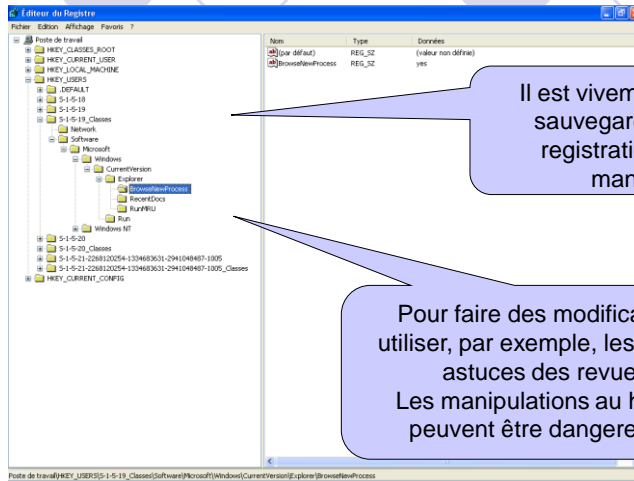 Éditeur du Registre
Fichier Edition Affichage Favoris ?
Poste de travail
HKEY_CLASSES_ROOT
HKEY_CURRENT_USER
HKEY_LOCAL_MACHINE
HKEY_USERS
.DEFAULT
S-1-5-18
S-1-5-19
S-1-5-19_Classes
Network
Software
Microsoft
Windows
CurrentVersion
Explorer
BrowseNewProcess
RecentDocs
RunMRU
Run
Windows NT
S-1-5-20
S-1-5-20_Classes
S-1-5-21-2268120254-1334683631-2941048487-1005
S-1-5-21-2268120254-1334683631-2941048487-1005_Classes
HKEY_CURRENT_CONFIG
Nom Type Données
(par défaut) REG_SZ (valeur non définie)
BrowseNewProcess REG_SZ yes
Il est vivem
sauvegar
registrati
man
Pour faire des modifica
utiliser, par exemple, les
astuces des revue
Les manipulations au h
peuvent être dangere
Poste de travail\HKEY_USERS\S-1-5-19_Classes\Software\Microsoft\Windows\CurrentVersion\Explorer\BrowseNewProcess